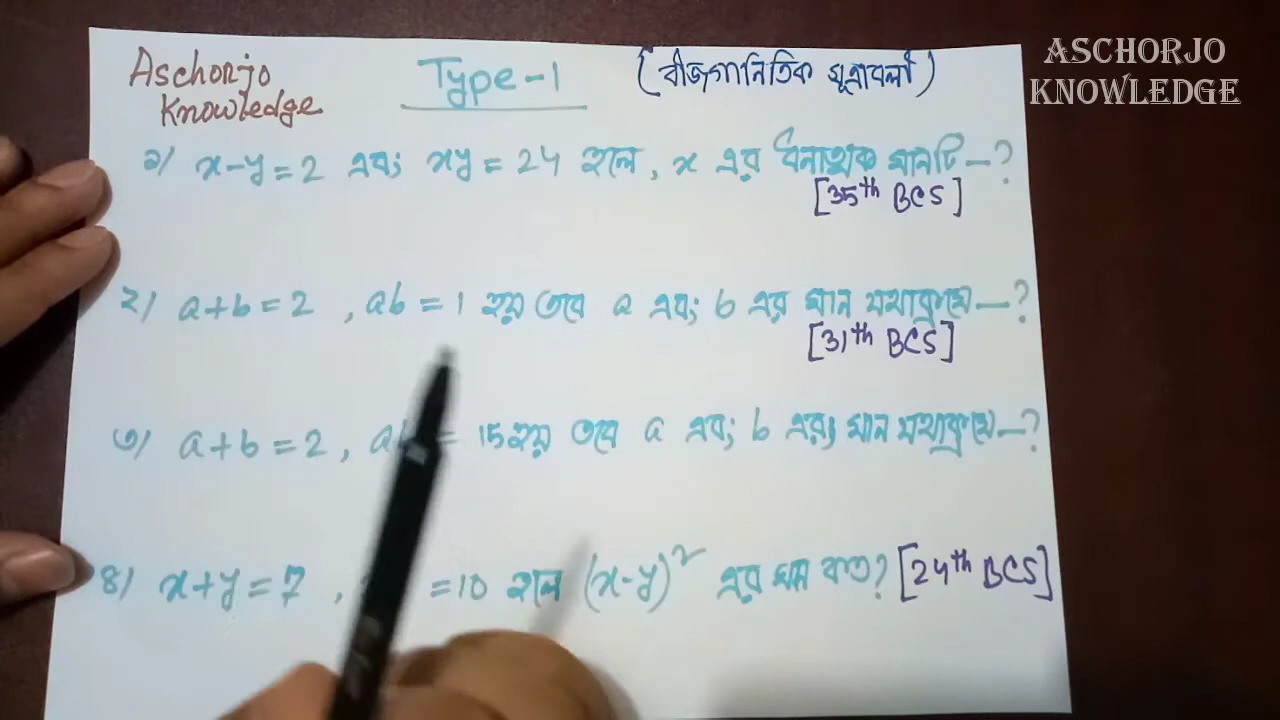 Aschorjo Knowledge
Type-1
(বীজগানিতিক সূত্রাবলী)
ASCHORJO KNOWLEDGE
১/ x-y=2 এবং xy=24 হলে, x এর ধনাত্মক মানটি—?
[35th BCS]
২/ a+b=2, ab=1 হয় তবে a এবং b এর মান যথাক্রমে—?
[31th BCS]
৩/ a+b=2, = 15 হয় তবে a এবং b এর মান যথাক্রমে—?
৪/ x+y=7, =10 হলে (x-y)² এর মান কত? [24th BCS]